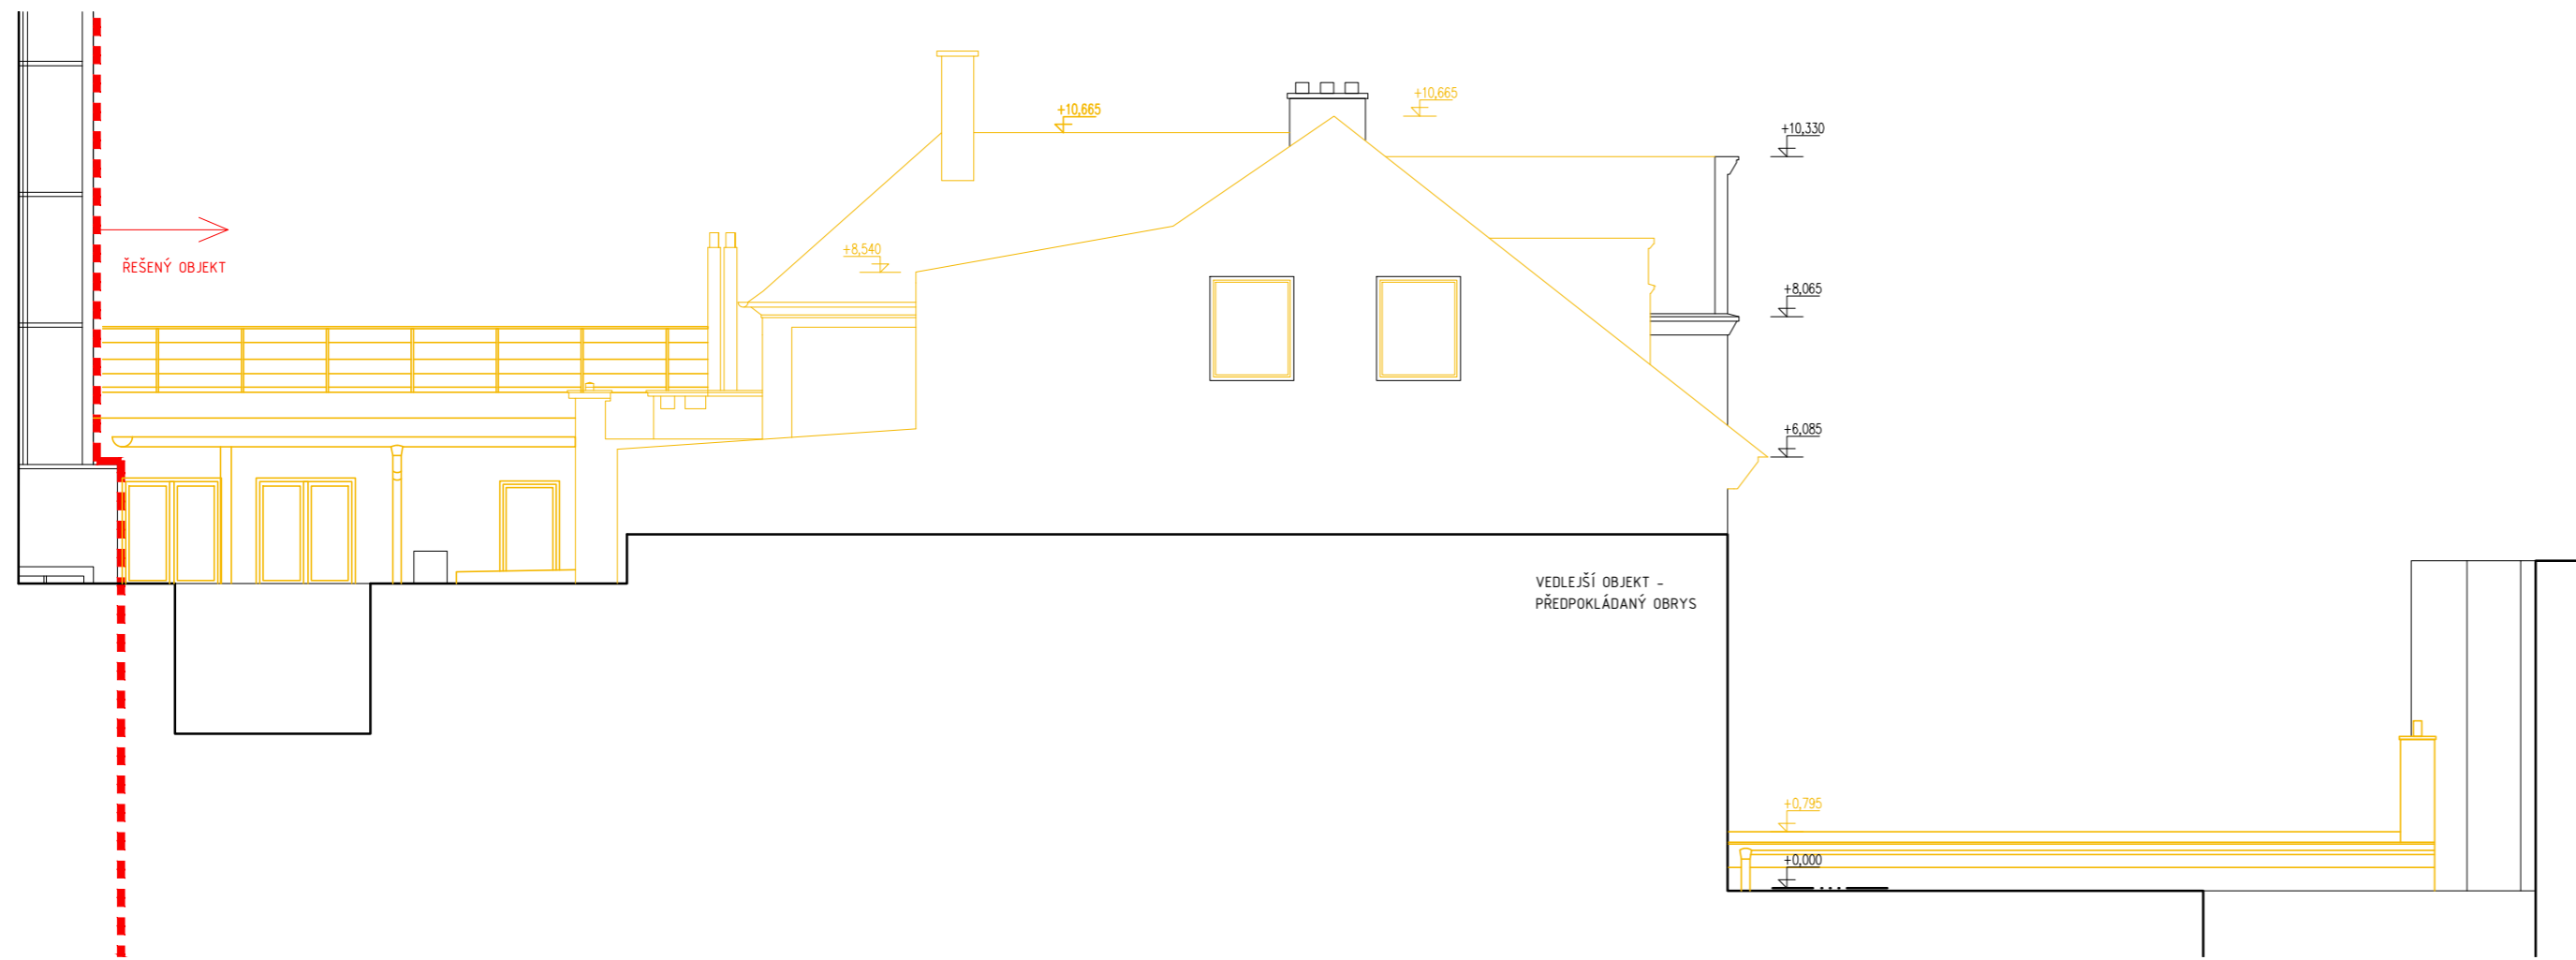 +10,665
+10,665
+10,330
+8,540
ŘEŠENÝ OBJEKT
+8,065
+6,085
VEDLEJŠÍ OBJEKT -
PŘEDPOKLÁDANÝ OBRYS
+0,795
+0,000